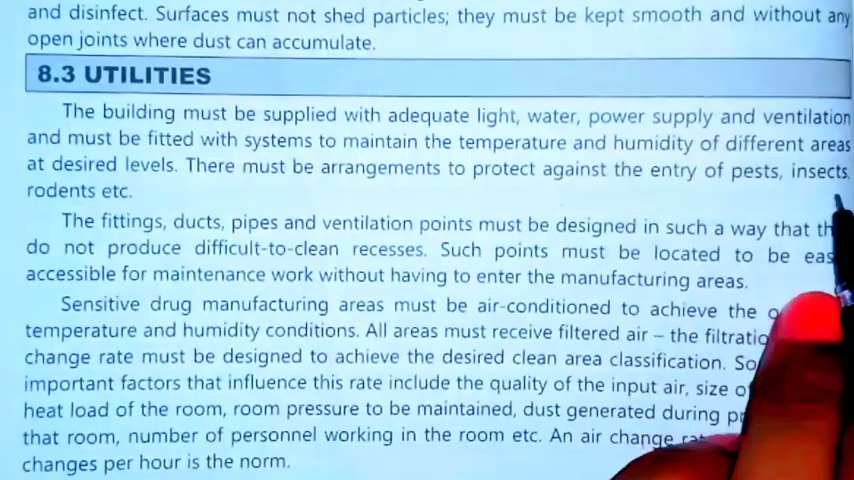 and disinfect. Surfaces must not shed particles; they must be kept smooth and without any
open joints where dust can accumulate.
8.3 UTILITIES
The building must be supplied with adequate light, water, power supply and ventilation
and must be fitted with systems to maintain the temperature and humidity of different areas
at desired levels. There must be arrangements to protect against the entry of pests, insects,
rodents etc.
The fittings, ducts, pipes and ventilation points must be designed in such a way that
do not produce difficult-to-clean recesses. Such points must be located to be
accessible for maintenance work without having to enter the manufacturing areas.
Sensitive drug manufacturing areas must be air-conditioned to achieve the
temperature and humidity conditions. All areas must receive filtered air – the
change rate must be designed to achieve the desired clean area classification.
important factors that influence this rate include the quality of the input air, size
heat load of the room, room pressure to be maintained, dust generated during
that room, number of personnel working in the room etc. An air change
changes per hour is the norm.